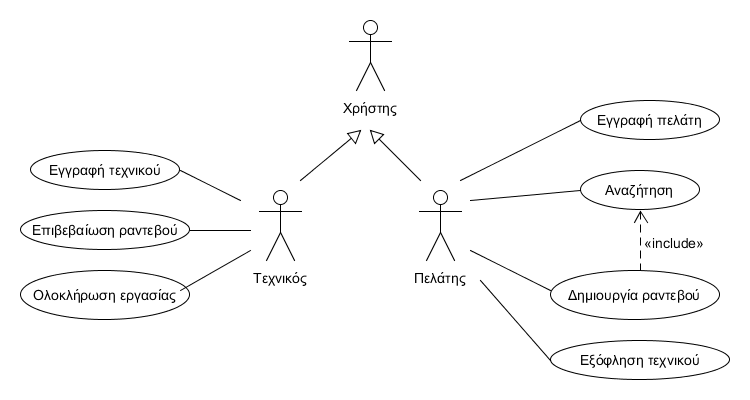 Χρήστης
Εγγραφή πελάτη
Εγγραφή τεχνικού
Αναζήτηση
Επιβεβαίωση ραντεβού
«include»
Τεχνικός
Πελάτης
Ολοκλήρωση εργασίας
Δημιουργία ραντεβού
Εξόφληση τεχνικού